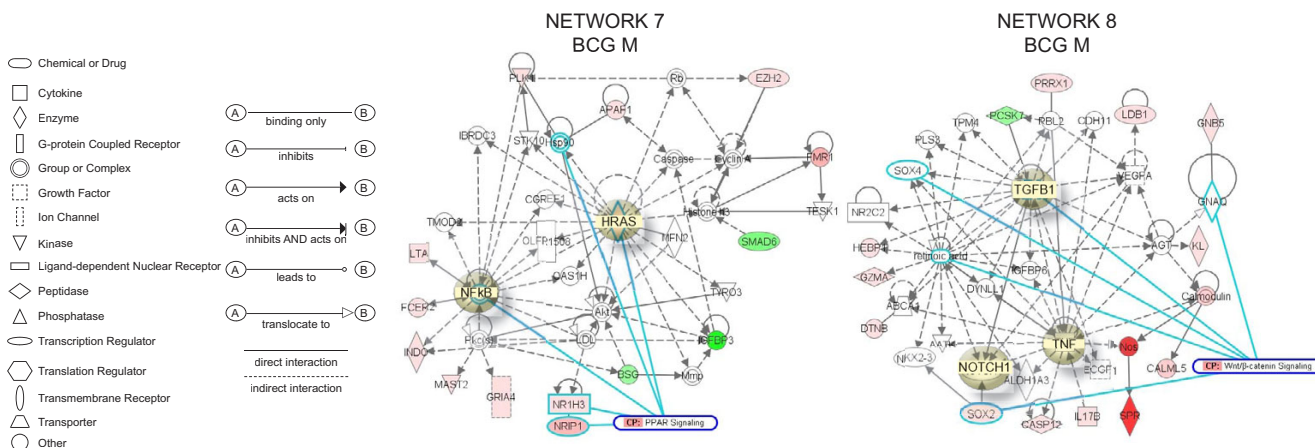 NETWORK 7
BCG M
NETWORK 8
BCG M
Chemical or Drug
Cytokine
Enzyme
G-protein Coupled Receptor
Group or Complex
Growth Factor
Ion Channel
Kinase
Ligand-dependent Nuclear Receptor
Peptidase
Phosphatase
Transcription Regulator
Translation Regulator
Transmembrane Receptor
Transporter
Other
A B
binding only
A B
inhibits
A B
acts on
A B
inhibits AND acts on
A B
leads to
A B
translocate to
direct interaction
indirect interaction
Rb
EZH2
APAF1
IBRDC3
STK10
Hsp90
Caspase
Cyclin A
FMR1
HRAS
Histone h3
TESK1
MFN2
SMAD6
LTA
OAS1H
NFkB
TYRO3
FCER2
Akt
LDL
IGFBP3
INDO
MAST2
GRIA4
BSG
Mmp
NR1H3
NRIP1
CP: PPAR Signaling
PRRX1
TPM4
PCSK7
RBL2
CDH11
LDB1
GNB5
PLS3
SOX4
VEGFA
TGFB1
GNAQ
NR2C2
HEBP1
retinoic acid
AGT
KL
GZMA
IGFBP6
DYNLL1
ABCA1
Calmodulin
DTNB
TNF
Nos
NKX2-3
NOTCH1
ALDH1A3
ECGF1
CALML5
CP: Wnt/β-catenin Signaling
SOX2
CASP12
IL17B
SPR